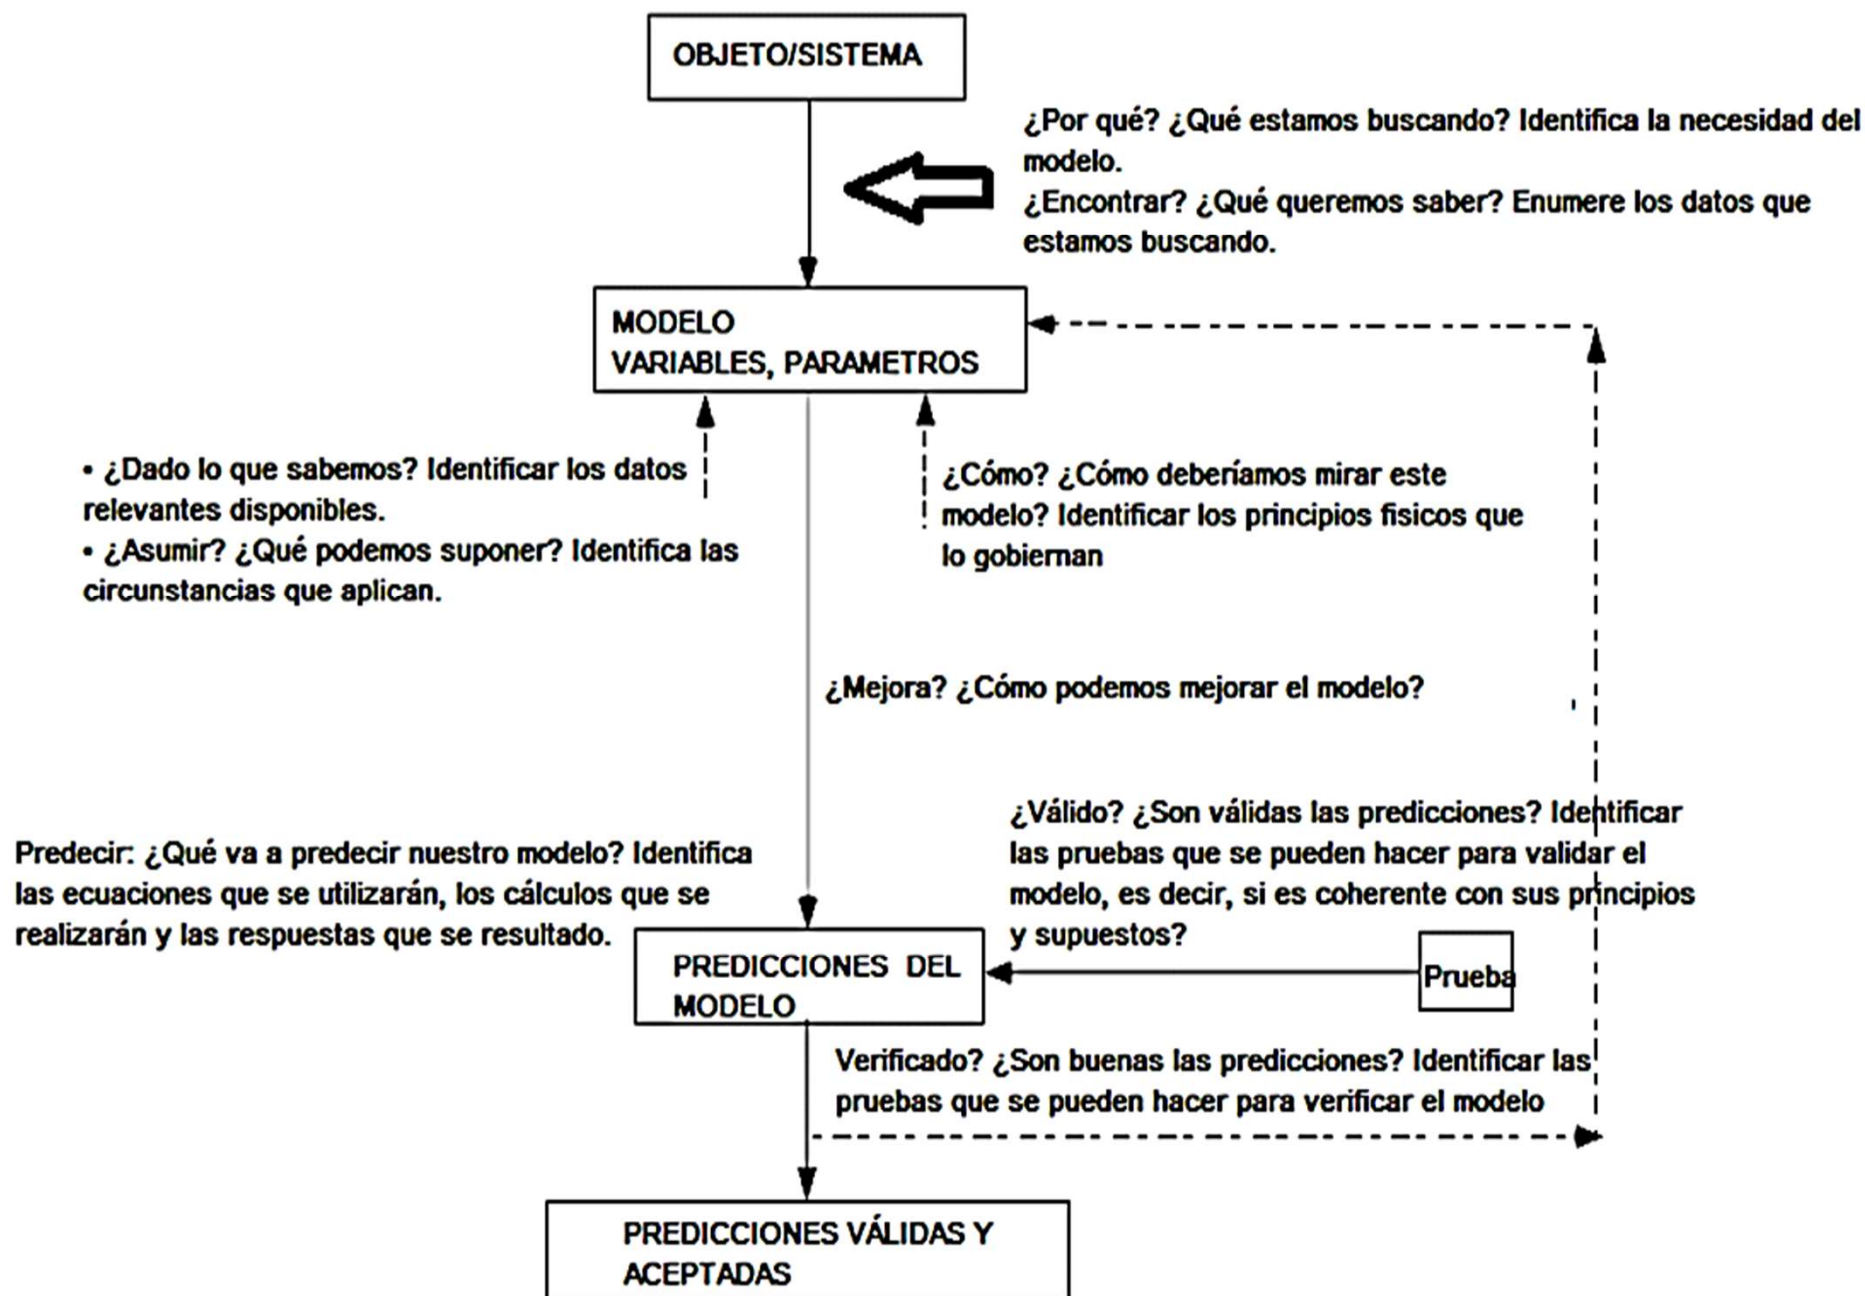 OBJETO/SISTEMA
¿Por qué? ¿Qué estamos buscando? Identifica la necesidad del
modelo.
¿Encontrar? ¿Qué queremos saber? Enumere los datos que
estamos buscando.
MODELO
VARIABLES, PARAMETROS
• ¿Dado lo que sabemos? Identificar los datos
relevantes disponibles.
• ¿Asumir? ¿Qué podemos suponer? Identifica las
circunstancias que aplican.
¿Cómo? ¿Cómo deberíamos mirar este
modelo? Identificar los principios fisicos que
lo gobiernan
¿Mejora? ¿Cómo podemos mejorar el modelo?
Predecir: ¿Qué va a predecir nuestro modelo? Identifica
las ecuaciones que se utilizarán, los cálculos que se
realizarán y las respuestas que se resultado.
¿Válido? ¿Son válidas las predicciones? Identificar
las pruebas que se pueden hacer para validar el
modelo, es decir, si es coherente con sus principios
y supuestos?
PREDICCIONES DEL
MODELO
Prueba
Verificado? ¿Son buenas las predicciones? Identificar las
pruebas que se pueden hacer para verificar el modelo
PREDICCIONES VÁLIDAS Y
ACEPTADAS